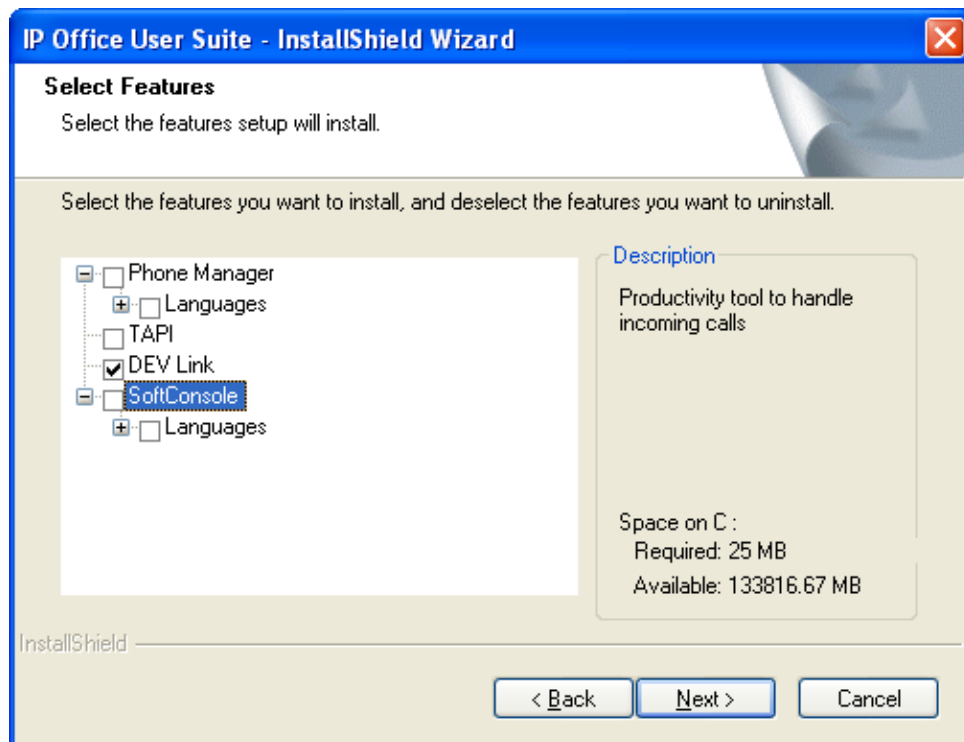 IP Office User Suite - InstallShield Wizard
Select Features
Select the features setup will install.
Select the features you want to install, and deselect the features you want to uninstall.
Phone Manager
Languages
TAPI
DEV Link
SoftConsole
Languages
Description
Productivity tool to handle
incoming calls
Space on C :
Required: 25 MB
Available: 133816.67 MB
InstallShield
< Back
Next >
Cancel